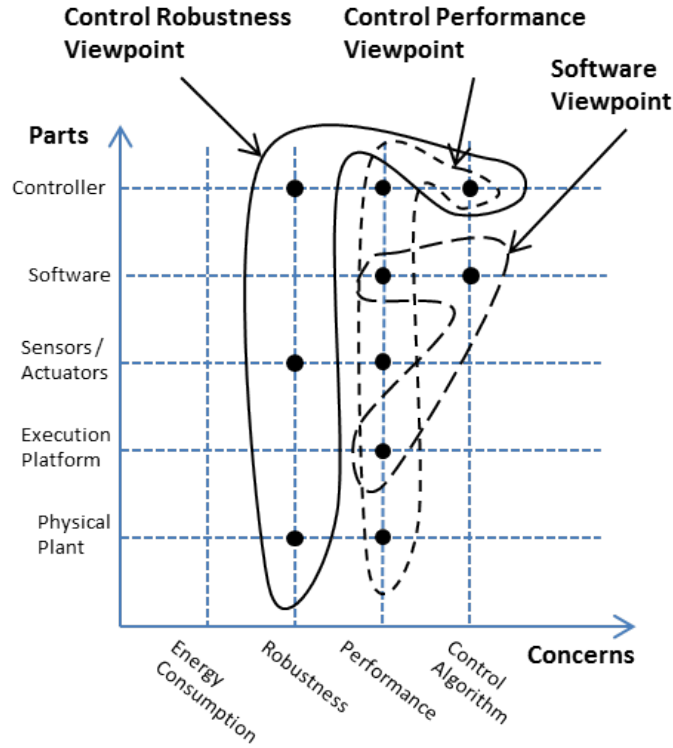 Control Robustness
Viewpoint
Control Performance
Viewpoint
Software
Viewpoint
Parts
Controller
Software
Sensors/
Actuators
Execution
Platform
Physical
Plant
Energy
Consumption
Robustness
Performance
Control
Algorithm
Concerns